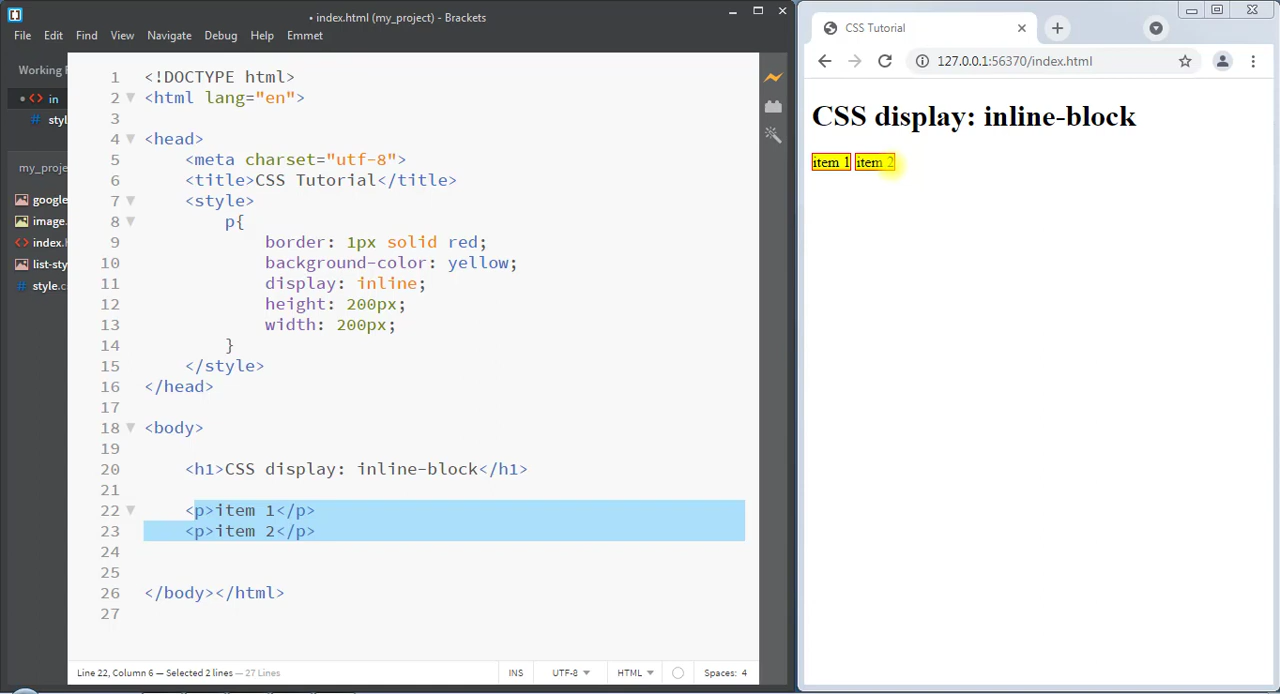 • index.html (my_project) - Brackets
File Edit Find View Navigate Debug Help Emmet
Working F
• <> in
# styl
my_proje
google
image.
<> index.h
list-sty
# style.c
1 <!DOCTYPE html>
2 <html lang="en">
3
4 <head>
5 <meta charset="utf-8">
6 <title>CSS Tutorial</title>
7 <style>
8 p{
9 border: 1px solid red;
10 background-color: yellow;
11 display: inline;
12 height: 200px;
13 width: 200px;
14 }
15 </style>
16 </head>
17
18 <body>
19
20 <h1>CSS display: inline-block</h1>
21
22 <p>item 1</p>
23 <p>item 2</p>
24
25
26 </body></html>
27
Line 22, Column 6 — Selected 2 lines — 27 Lines
INS UTF-8 HTML Spaces: 4
CSS Tutorial
127.0.0.1:56370/index.html
CSS display: inline-block
item 1 item 2